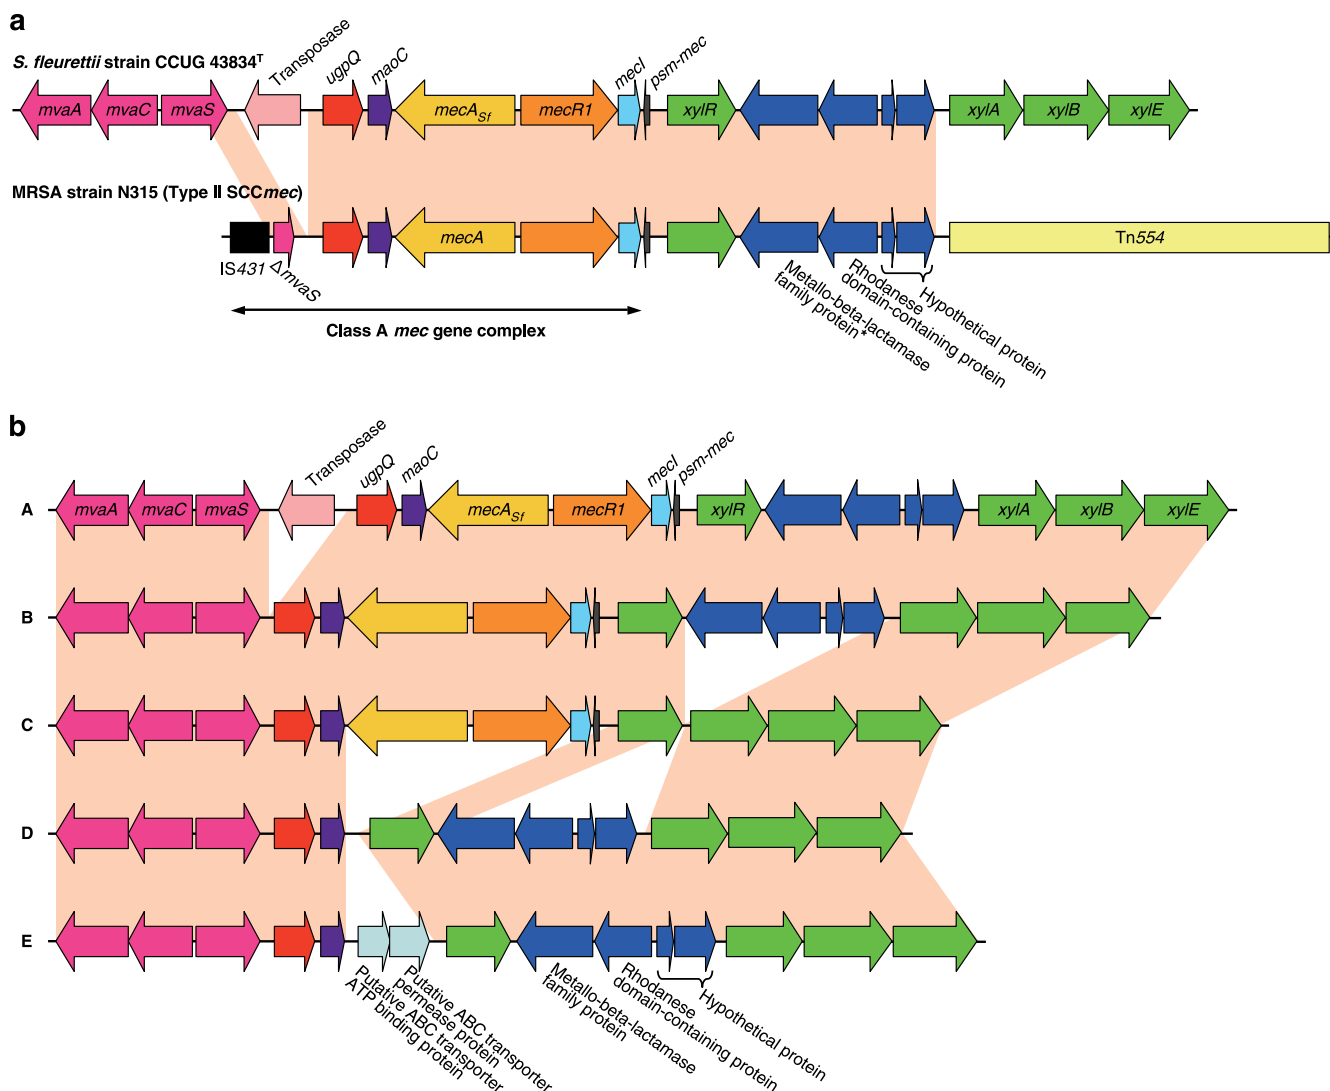 a
S. fleurettii strain CCUG 43834T
Transposase
ugpQ
maoC
mecI
psm-mec
mvaA
mvaC
mvaS
mecASf
mecR1
xylR
xylA
xylB
xylE
MRSA strain N315 (Type II SCCmec)
mecA
Tn554
IS431
ΔmvaS
Class A mec gene complex
Metallo-beta-lactamase
family protein*
Rhodanese
domain-containing protein
Hypothetical protein
b
Transposase
ugpQ
maoC
mecI
psm-mec
A
mvaA
mvaC
mvaS
mecASf
mecR1
xylR
xylA
xylB
xylE
B
C
D
E
Putative ABC transporter
ATP binding protein
Putative ABC transporter
permease protein
Metallo-beta-lactamase
family protein
Rhodanese
domain-containing protein
Hypothetical protein